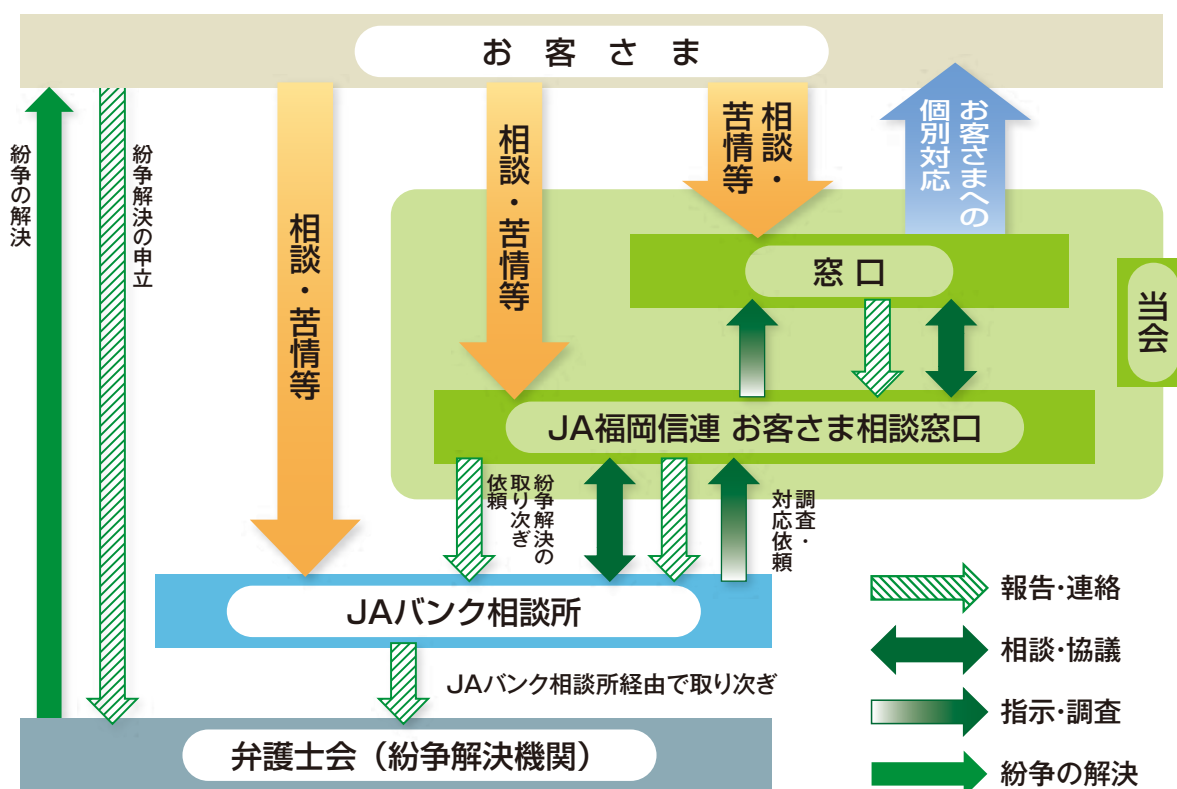 お客さま
紛争の解決
紛争解決の申立
相談・苦情等
相談・苦情等
相談・
苦情等
お客さまへの
個別対応
窓口
当会
JA福岡信連 お客さま相談窓口
紛争解決の
取り次ぎ
依頼
調査・
対応依頼
JAバンク相談所
JAバンク相談所経由で取り次ぎ
弁護士会（紛争解決機関）
報告・連絡
相談・協議
指示・調査
紛争の解決